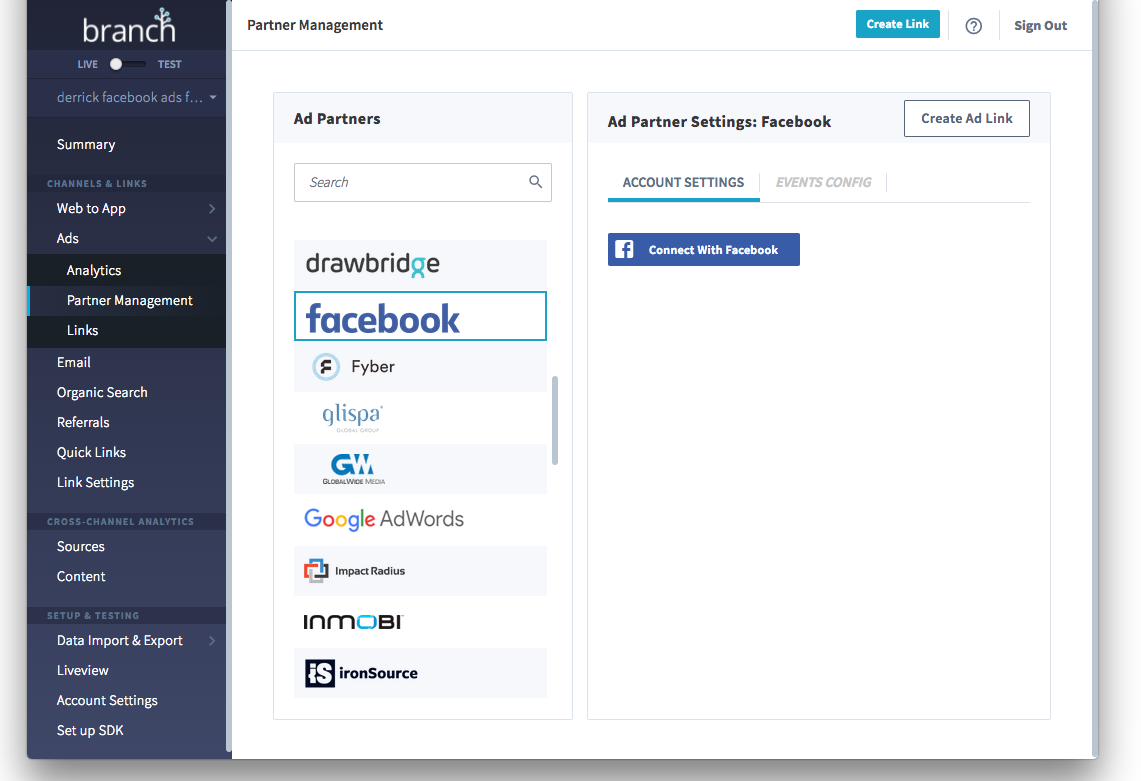 branch
LIVE TEST
derrick facebook ads f...
Summary
CHANNELS & LINKS
Web to App
Ads
Analytics
Partner Management
Links
Email
Organic Search
Referrals
Quick Links
Link Settings
CROSS-CHANNEL ANALYTICS
Sources
Content
SETUP & TESTING
Data Import & Export
Liveview
Account Settings
Set up SDK
Partner Management
Create Link
?
Sign Out
Ad Partners
Search
drawbridge
facebook
F Fyber
glispa
GLOBAL GROUP
GW
GLOBALWIDE MEDIA
Google AdWords
Impact Radius
INMOBI
iS ironSource
Ad Partner Settings: Facebook
Create Ad Link
ACCOUNT SETTINGS
EVENTS CONFIG
f Connect With Facebook